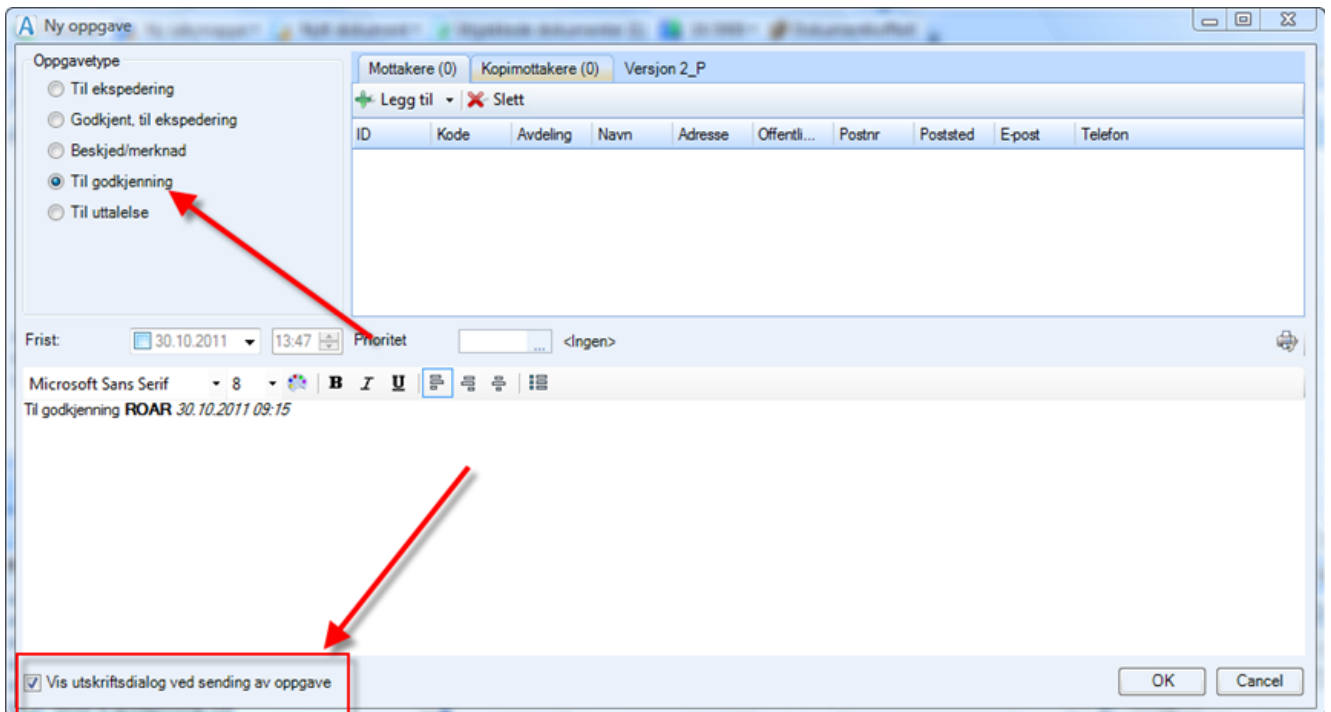 Ny oppgave
Oppgavetype
Til ekspedering
Godkjent, til ekspedering
Beskjed/merknad
Til godkjenning
Til uttalelse
Mottakere (0) Kopimottakere (0) Versjon 2_P
Legg til Slett
ID Kode Avdeling Navn Adresse Offentli... Postnr Poststed E-post Telefon
Frist: 30.10.2011 13:47 Prioritet ... <Ingen>
Microsoft Sans Serif 8 B I U
Til godkjenning ROAR 30.10.2011 09:15
Vis utskriftsdialog ved sending av oppgave
OK Cancel